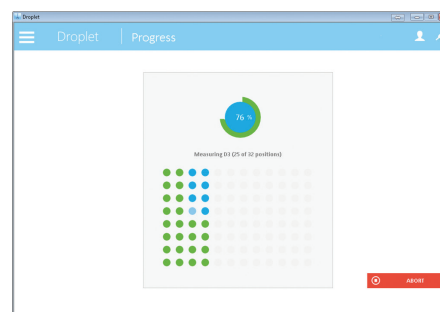 Droplet
Droplet
Progress
76 %
Measuring D3 (25 of 32 positions)
ABORT